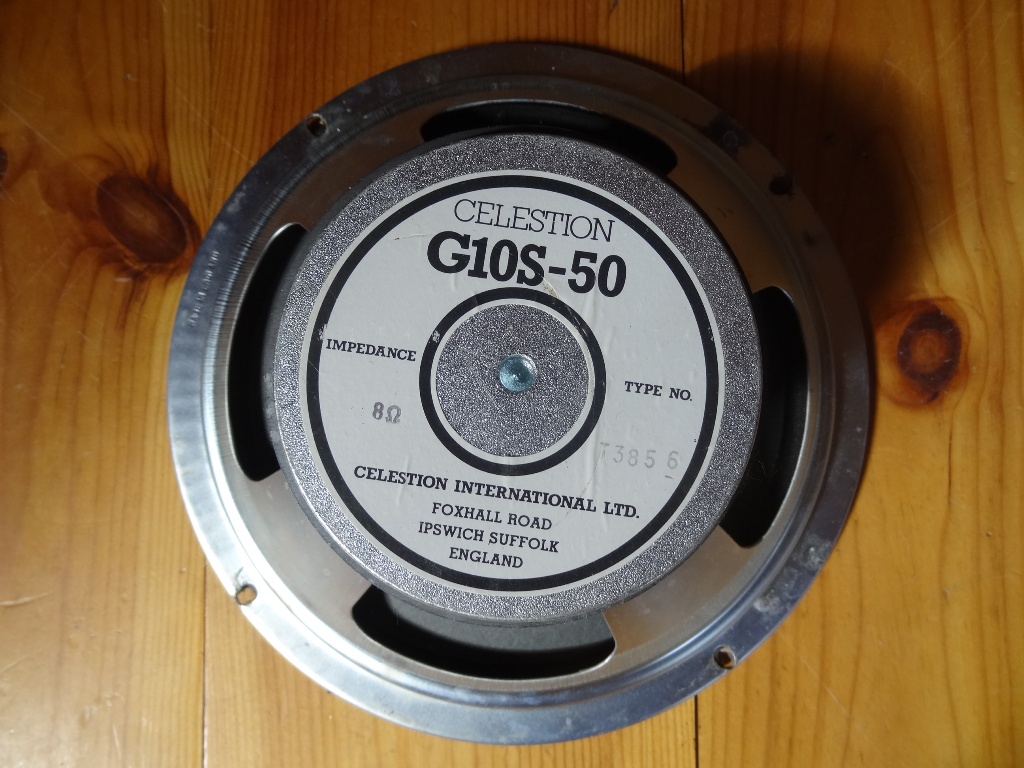 CELESTION
G10S-50
IMPEDANCE
TYPE NO.
8Ω
T3856
CELESTION INTERNATIONAL LTD.
FOXHALL ROAD
IPSWICH SUFFOLK
ENGLAND